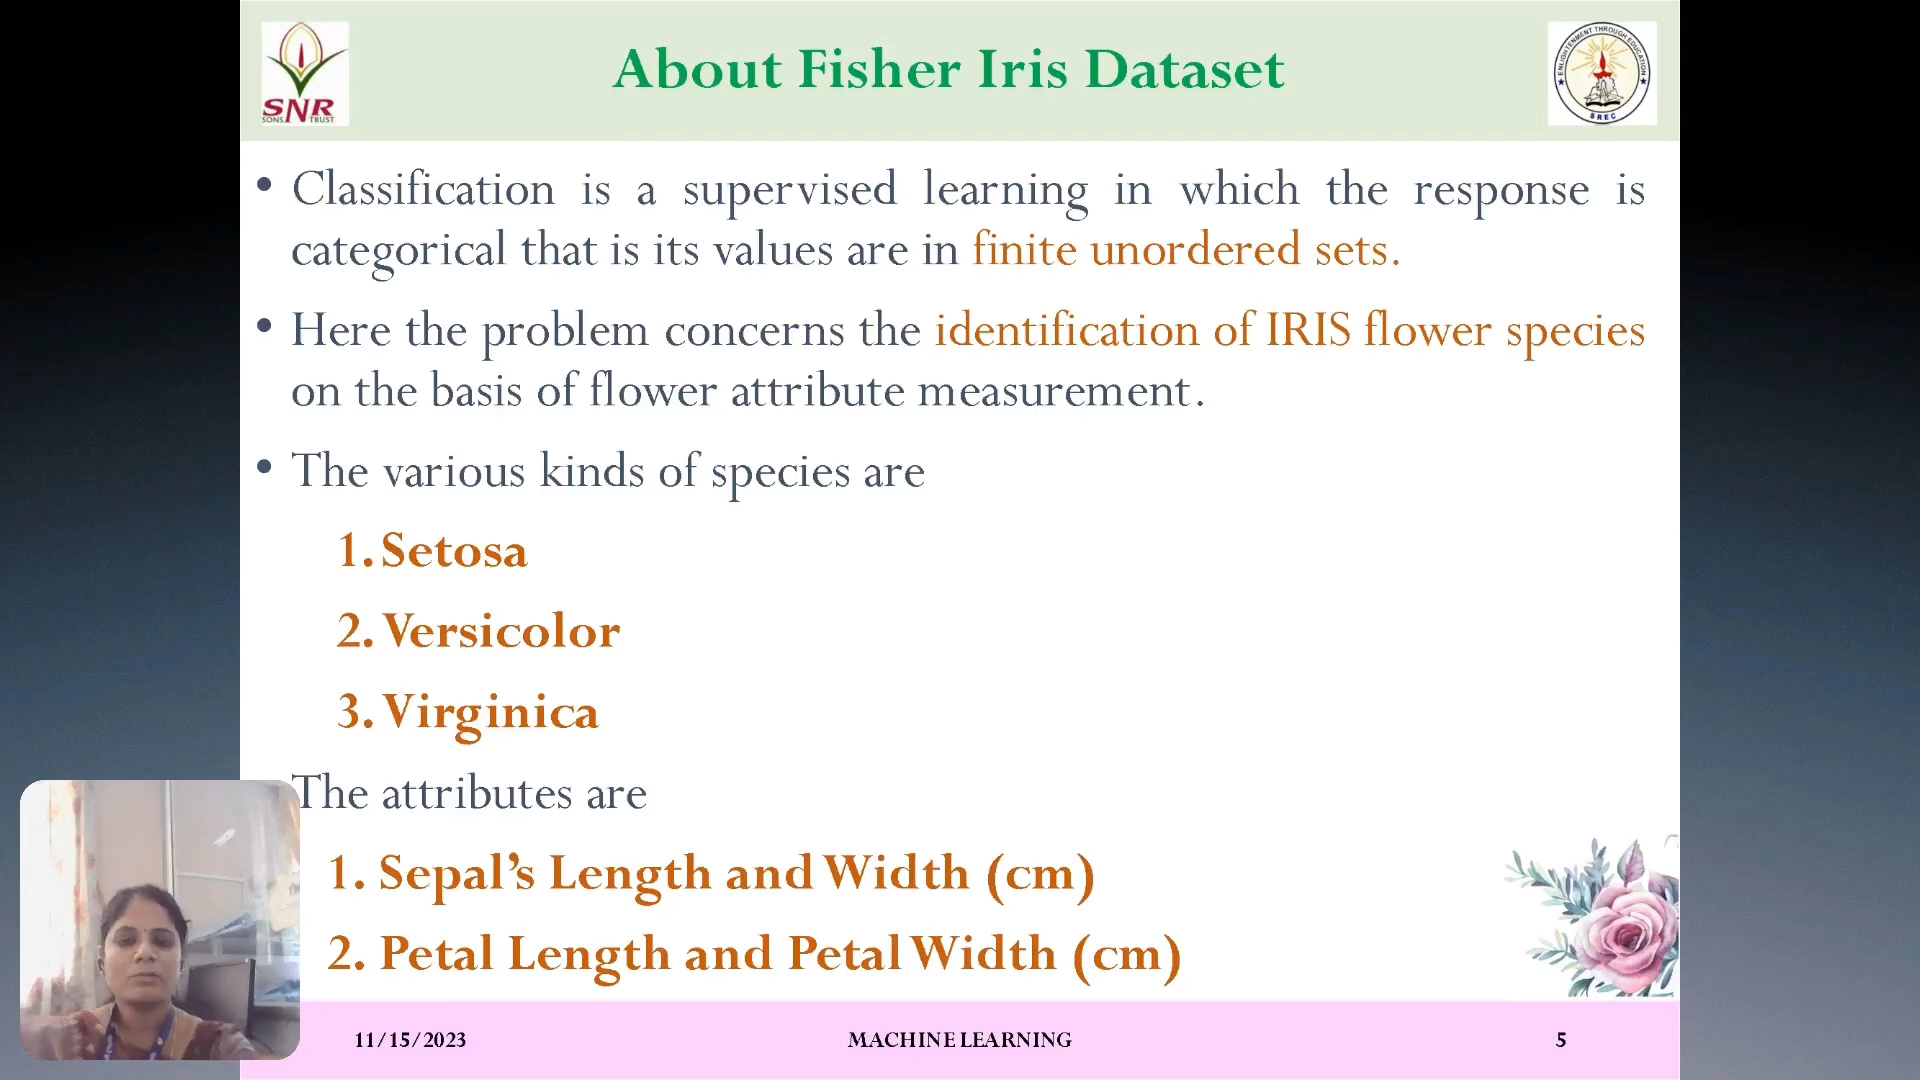 SNR
SONS TRUST
About Fisher Iris Dataset
ENLIGHTENMENT THROUGH EDUCATION
SREC
• Classification is a supervised learning in which the response is
categorical that is its values are in finite unordered sets.
• Here the problem concerns the identification of IRIS flower species
on the basis of flower attribute measurement.
• The various kinds of species are
1. Setosa
2. Versicolor
3. Virginica
The attributes are
1. Sepal’s Length and Width (cm)
2. Petal Length and Petal Width (cm)
11/15/2023
MACHINE LEARNING
5